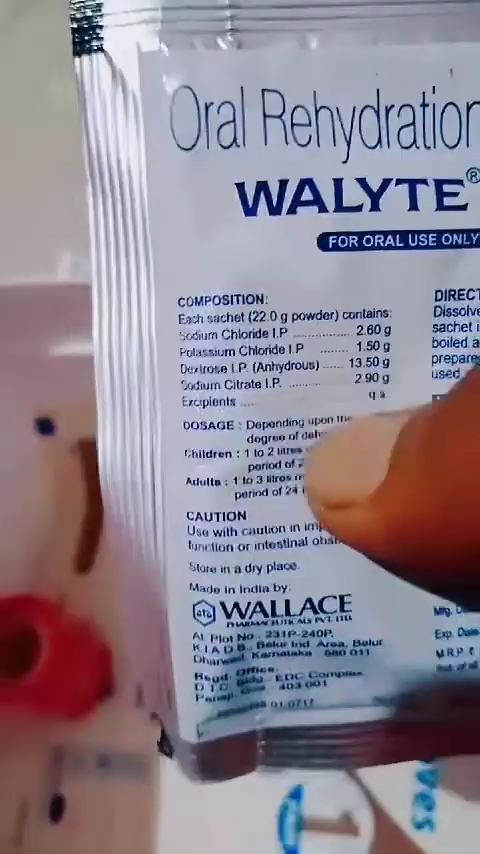 Oral Rehydration
WALYTE®
FOR ORAL USE ONLY
COMPOSITION:
Each sachet (22.0 g powder) contains:
Sodium Chloride I.P. .............. 2.60 g
Potassium Chloride I.P ........ 1.50 g
Dextrose I.P. (Anhydrous) ..... 13.50 g
Sodium Citrate I.P. .......... 2.90 g
Excipients ..... q.s.
DOSAGE : Depending upon the
degree of
Children : 1 to 2 litres
period of
Adults : 1 to 3 litres
period of 24
CAUTION
Use with caution in
function or intestinal
Store in a dry place.
Made in India by:
WALLACE
PHARMACEUTICALS PVT. LTD.
At. Plot No. 231P-240P,
K.I.A.D.B., Belur Ind. Area, Belur,
Dharwad, Karnataka - 580 011
Regd. Office:
D.I.C. Bldg., EDC Complex,
Panaji, Goa - 403 001
DIRECT
Dissolve
sachet i
boiled a
prepare
used
Mfg.
Exp. Date
M.R.P. ₹